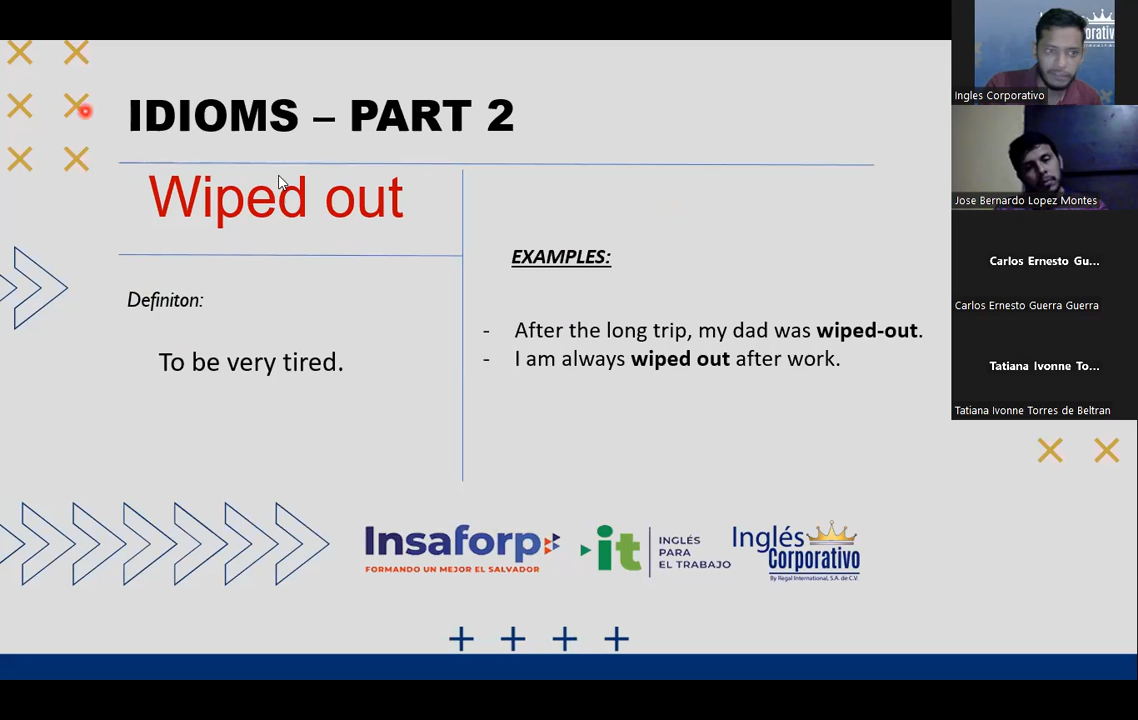 IDIOMS – PART 2
Wiped out
Definiton:
To be very tired.
EXAMPLES:
- After the long trip, my dad was wiped-out.
- I am always wiped out after work.
Insaforp
FORMANDO UN MEJOR EL SALVADOR
it
INGLÉS
PARA
EL TRABAJO
Inglés
Corporativo
By Regal International, S.A. de C.V.
Ingles Corporativo
Jose Bernardo Lopez Montes
Carlos Ernesto Gu...
Carlos Ernesto Guerra Guerra
Tatiana Ivonne To...
Tatiana Ivonne Torres de Beltran